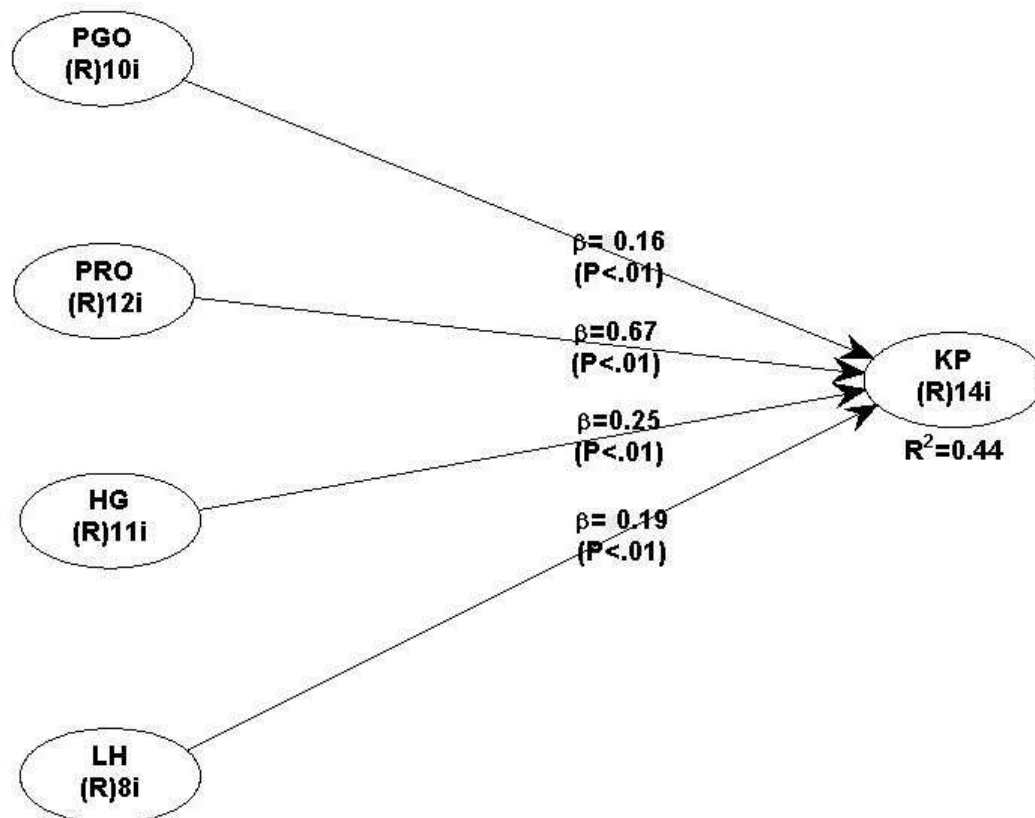 PGO
(R)10i
β= 0.16
(P<.01)
PRO
(R)12i
β=0.67
(P<.01)
KP
(R)14i
R²=0.44
β=0.25
(P<.01)
HG
(R)11i
β= 0.19
(P<.01)
LH
(R)8i